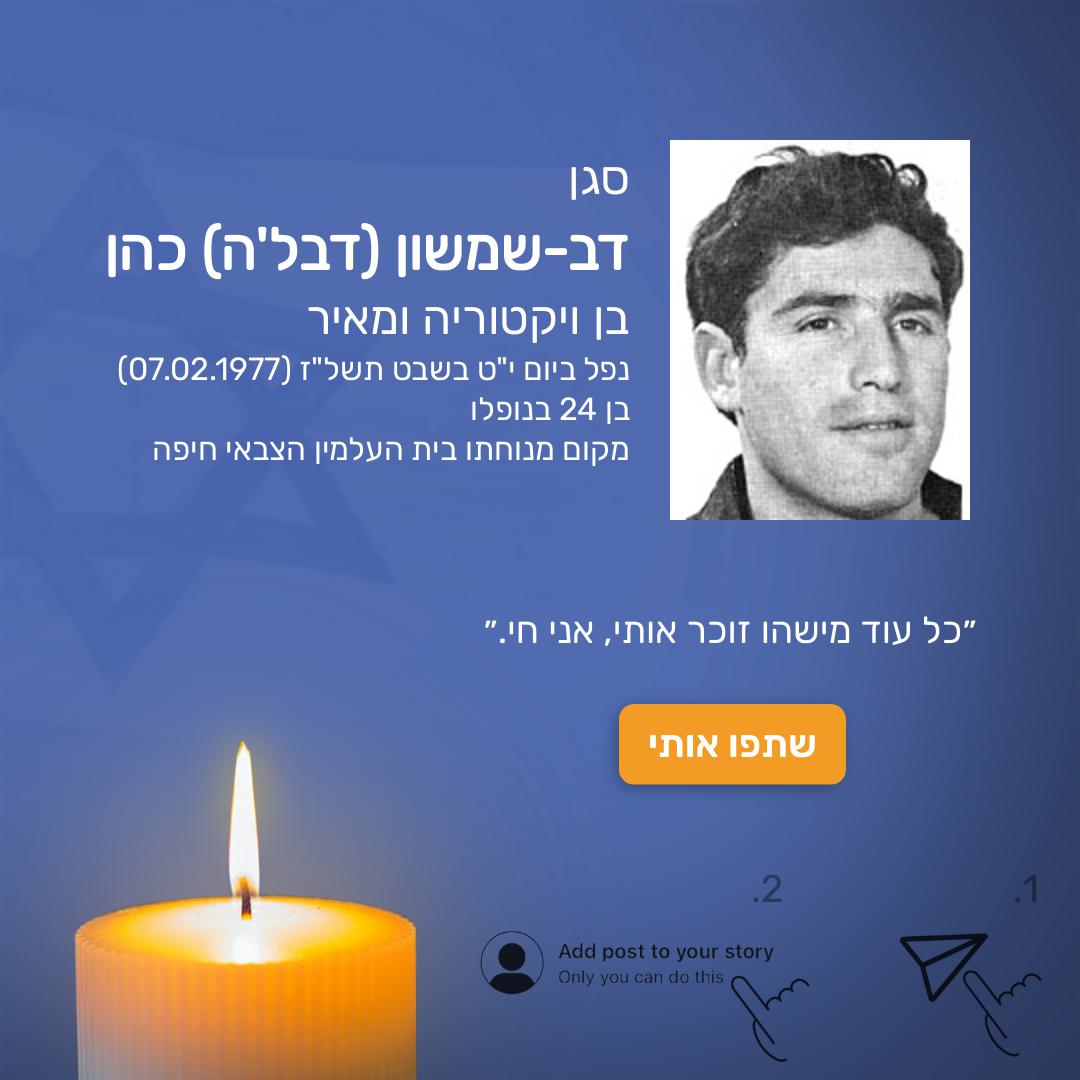 סגן
דב-שמשון (דבל'ה) כהן
בן ויקטוריה ומאיר
נפל ביום י"ט בשבט תשל"ז (07.02.1977)
בן 24 בנופלו
מקום מנוחתו בית העלמין הצבאי חיפה
״כל עוד מישהו זוכר אותי, אני חי.״
שתפו אותי
1.
2.
Add post to your story
Only you can do this